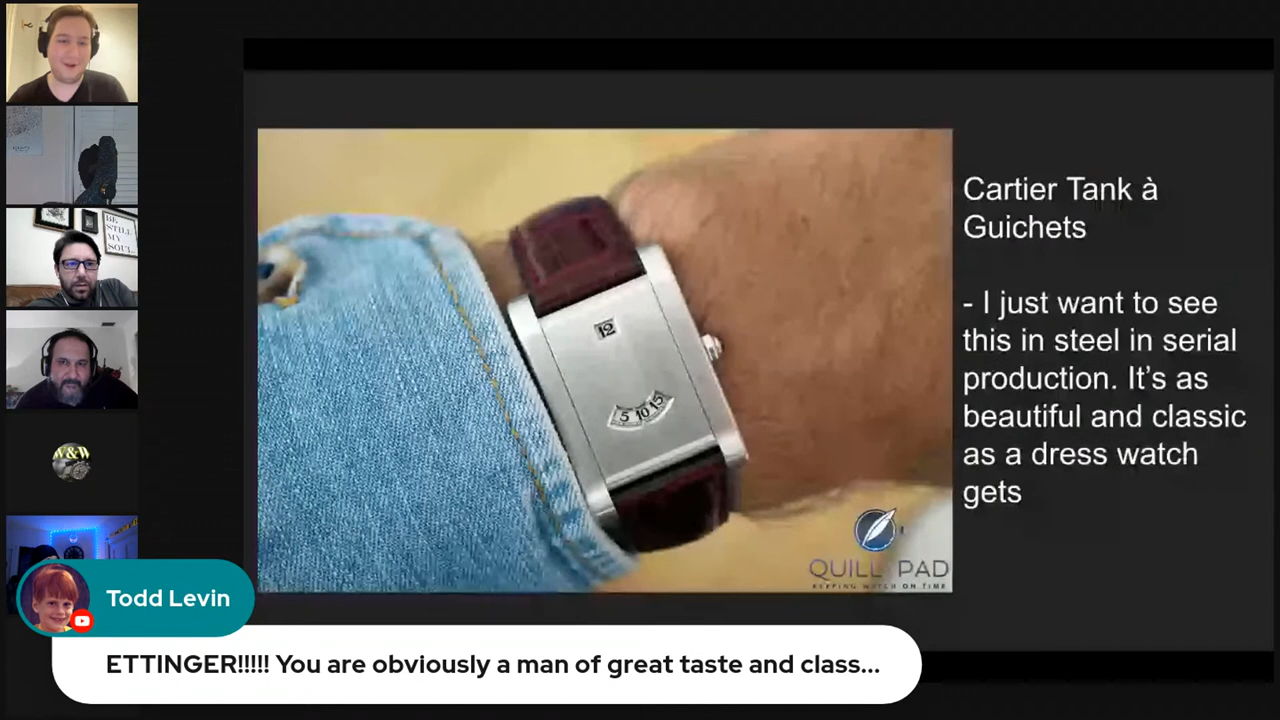 BE
STILL
MY
SOUL
Cartier Tank à
Guichets
- I just want to see
this in steel in serial
production. It's as
beautiful and classic
as a dress watch
gets
12
5 10 15
QUILL PAD
KEEPING WATCH ON TIME
W&W
Todd Levin
ETTINGER!!!!! You are obviously a man of great taste and class...